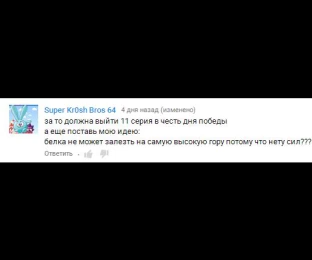 Super Kr0sh Bros 64 4 дня назад (изменено)
за то должна выйти 11 серия в честь дня победы
а еще поставь мою идею:
белка не может залезть на самую высокую гору потому что нету сил???
Ответить